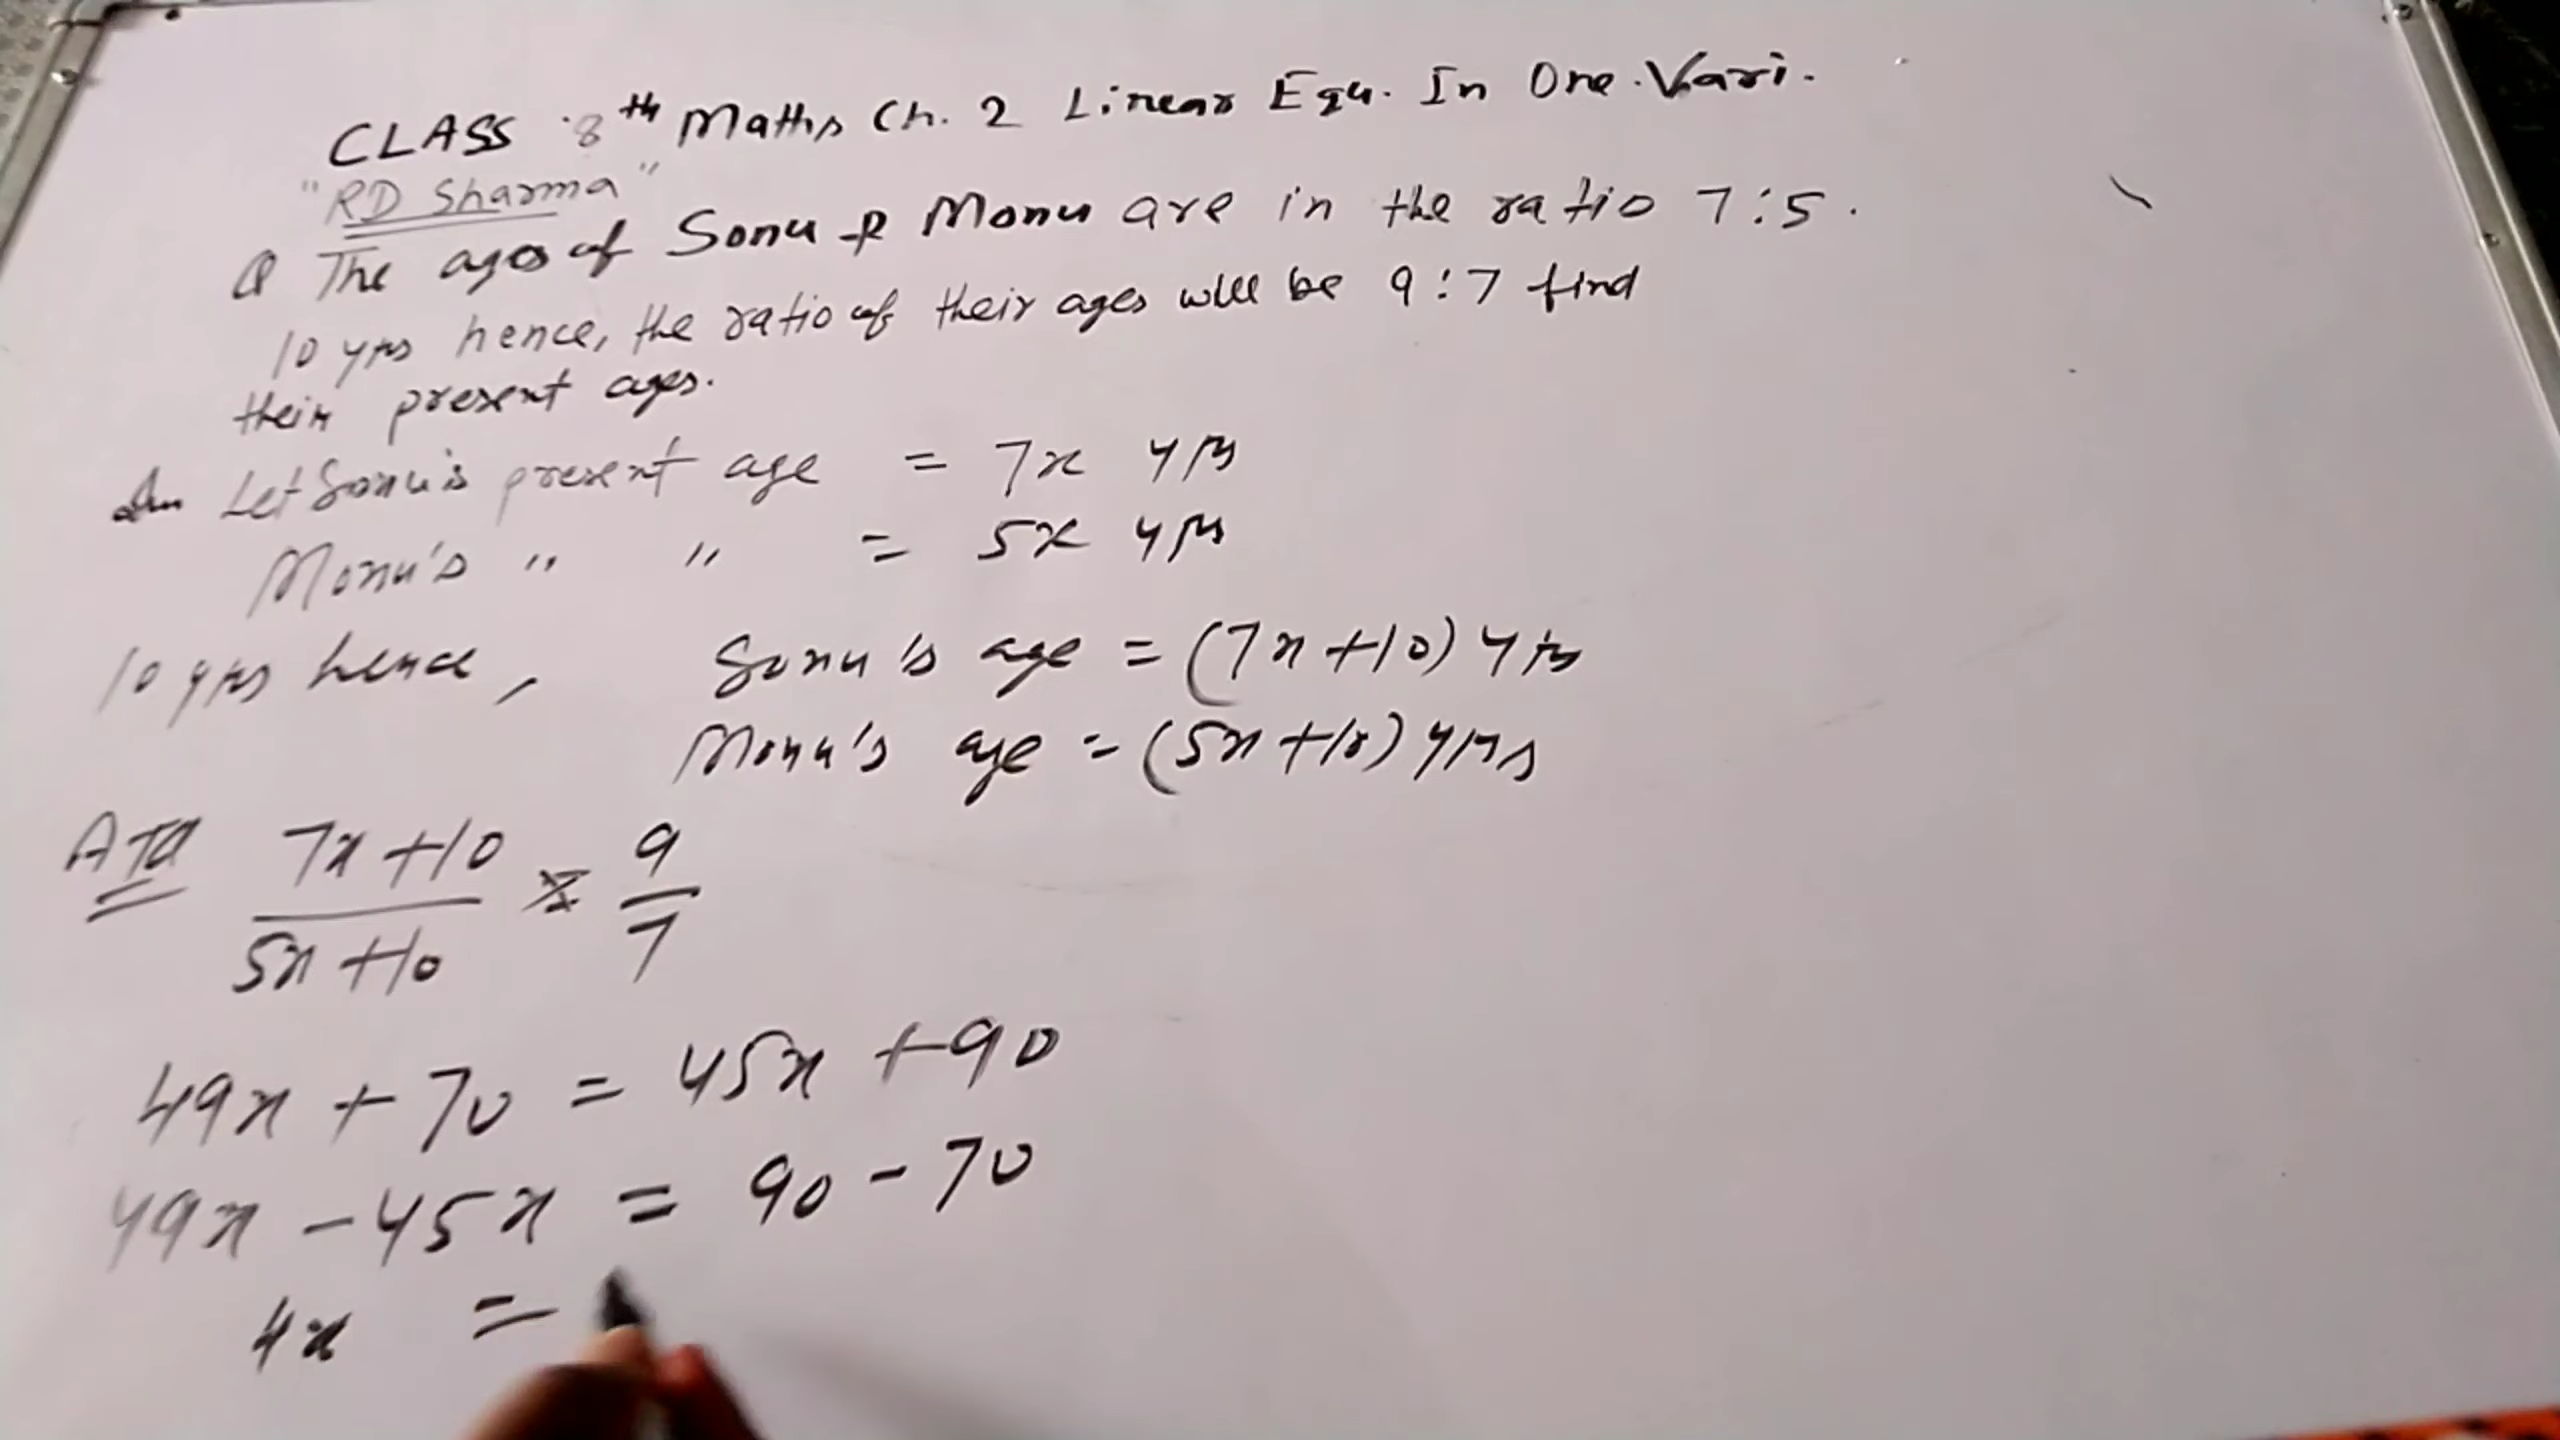 CLASS 8th Maths Ch. 2 Linear Equ. In One Vari.
"RD Sharma"
Q The ages of Sonu & Monu are in the ratio 7:5.
10 yrs hence, the ratio of their ages will be 9:7 find
their present ages.
Ans Let Sonu's present age = 7x yrs
Monu's " " = 5x yrs
10 yrs hence, Sonu's age = (7x+10) yrs
Monu's age = (5x+10) yrs
ATQ 7x+10 = 9
5x+10 7
49x + 70 = 45x + 90
49x - 45x = 90 - 70
4x =